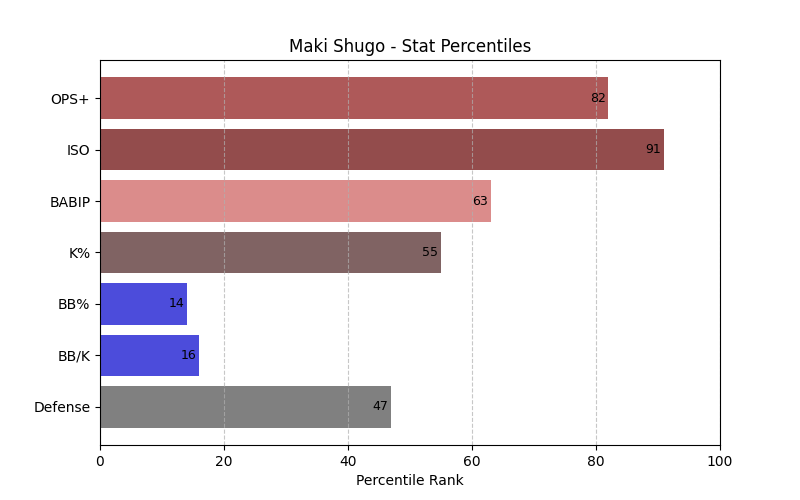 Maki Shugo - Stat Percentiles
OPS+ 82
ISO 91
BABIP 63
K% 55
BB% 14
BB/K 16
Defense 47
0 20 40 60 80 100
Percentile Rank